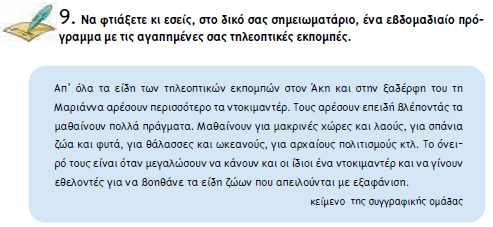 9. Να φτιάξετε κι εσείς, στο δικό σας σημειωματάριο, ένα εβδομαδιαίο πρό-
γραμμα με τις αγαπημένες σας τηλεοπτικές εκπομπές.
Απ’ όλα τα είδη των τηλεοπτικών εκπομπών στον Άκη και στην ξαδέρφη του τη
Μαριάννα αρέσουν περισσότερο τα ντοκιμαντέρ. Τους αρέσουν επειδή βλέποντάς τα
μαθαίνουν πολλά πράγματα. Μαθαίνουν για μακρινές χώρες και λαούς, για σπάνια
ζώα και φυτά, για θάλασσες και ωκεανούς, για αρχαίους πολιτισμούς κτλ. Το όνει-
ρό τους είναι όταν μεγαλώσουν να κάνουν και οι ίδιοι ένα ντοκιμαντέρ και να γίνουν
εθελοντές για να βοηθάνε τα είδη ζώων που απειλούνται με εξαφάνιση.
κείμενο της συγγραφικής ομάδας